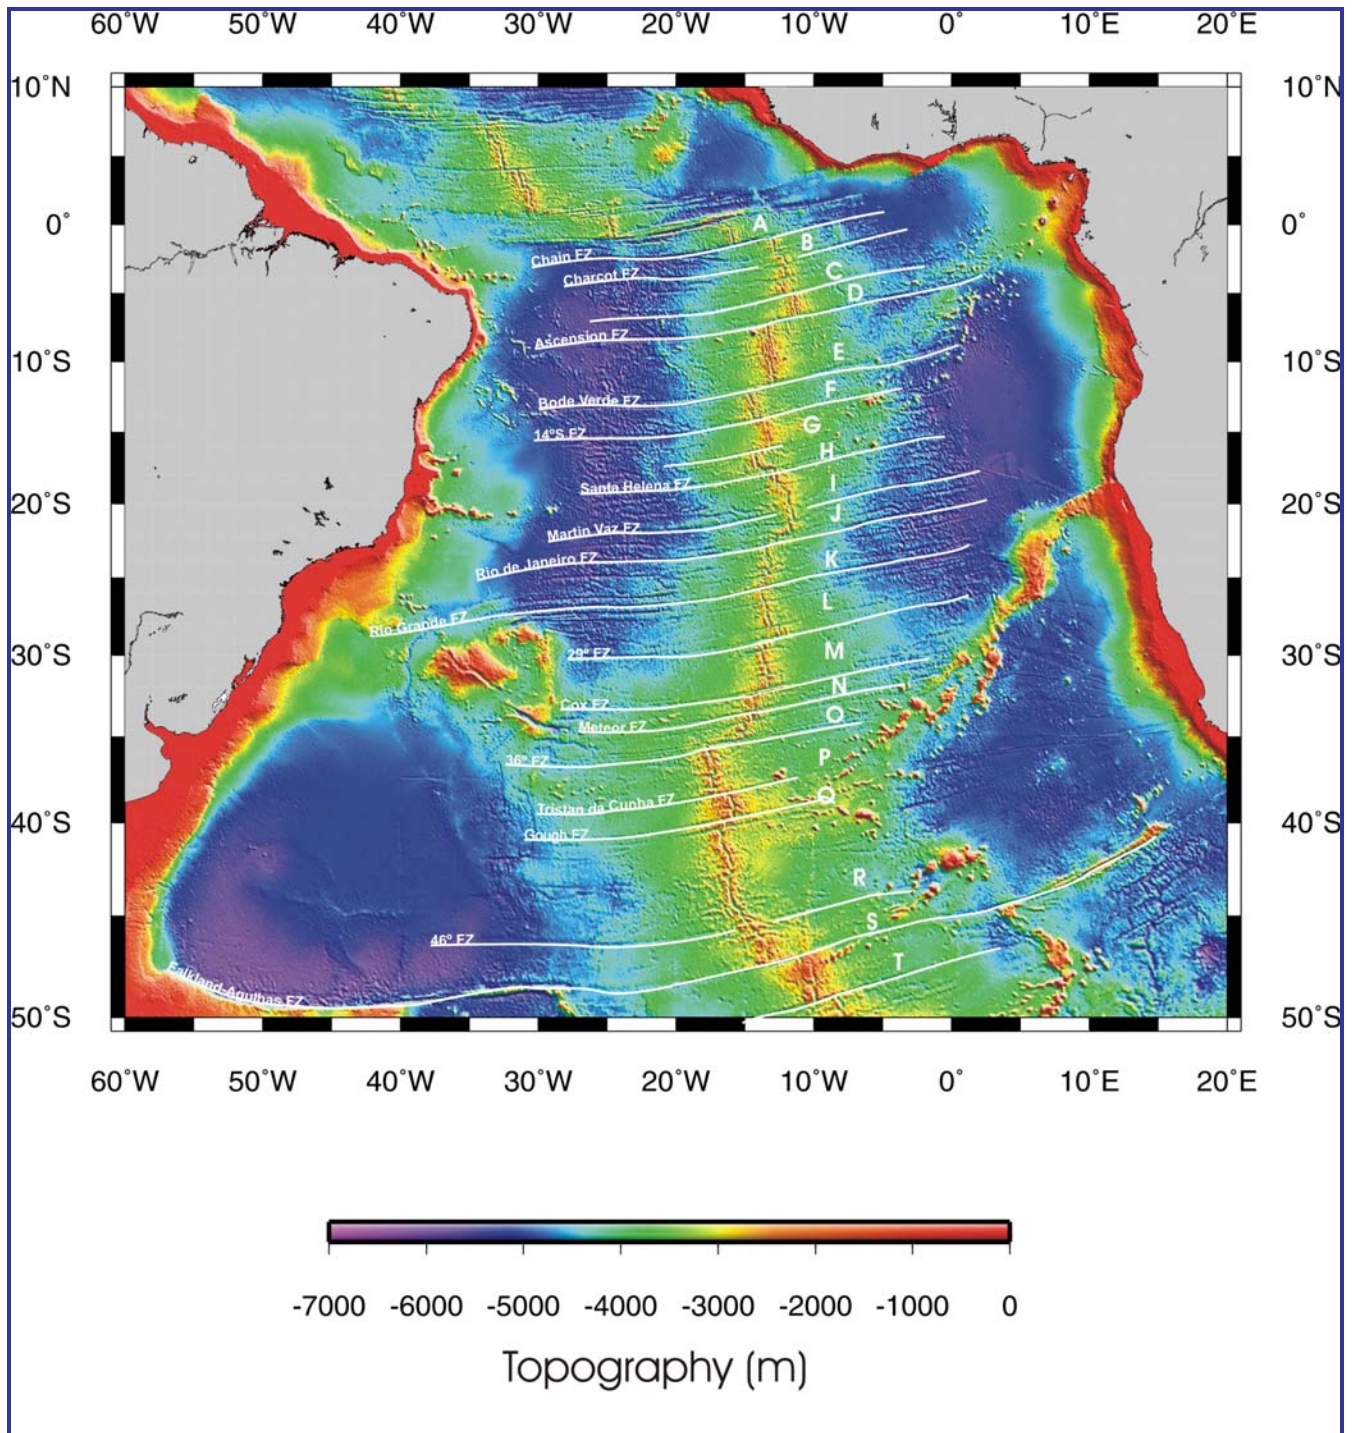 60˚W 50˚W 40˚W 30˚W 20˚W 10˚W 0˚ 10˚E 20˚E
10˚N 10˚N
0˚ 0˚
10˚S 10˚S
20˚S 20˚S
30˚S 30˚S
40˚S 40˚S
50˚S 50˚S
A
B
Chain FZ
Charcot FZ
C
D
Ascension FZ
E
Bode Verde FZ
F
14ºS FZ
G
H
Santa Helena FZ
I
Martin Vaz FZ
J
Rio de Janeiro FZ
K
Rio Grande FZ
L
29º FZ
M
Cox FZ
N
Meteor FZ
O
36º FZ
P
Tristan da Cunha FZ
Q
Gough FZ
R
46º FZ
S
Falkland-Agulhas FZ
T
60˚W 50˚W 40˚W 30˚W 20˚W 10˚W 0˚ 10˚E 20˚E
-7000 -6000 -5000 -4000 -3000 -2000 -1000 0
Topography (m)